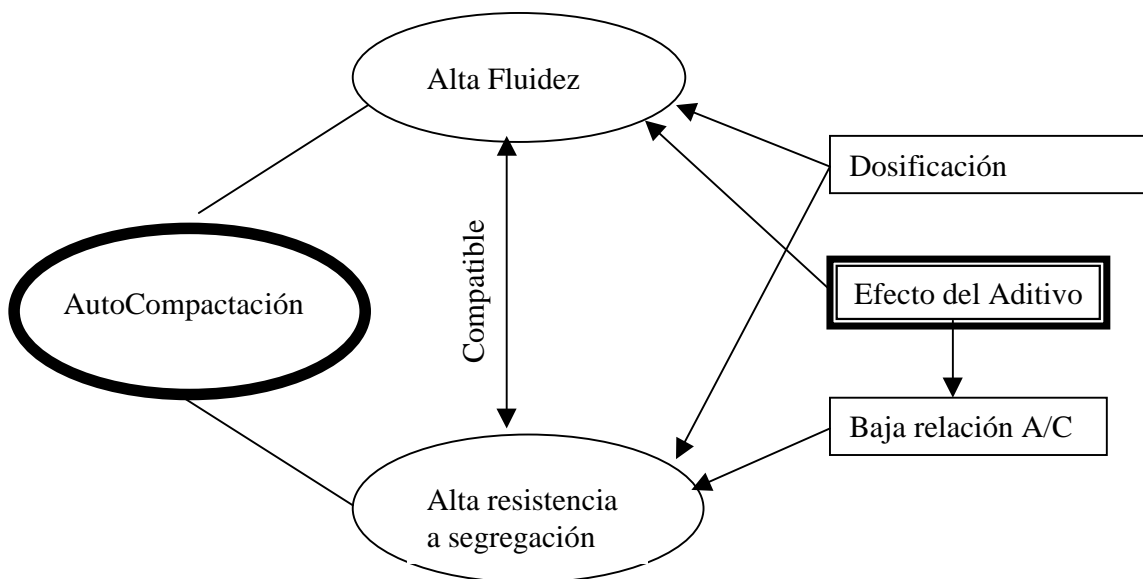 Alta Fluidez
Dosificación
AutoCompactación
Compatible
Efecto del Aditivo
Baja relación A/C
Alta resistencia
a segregación